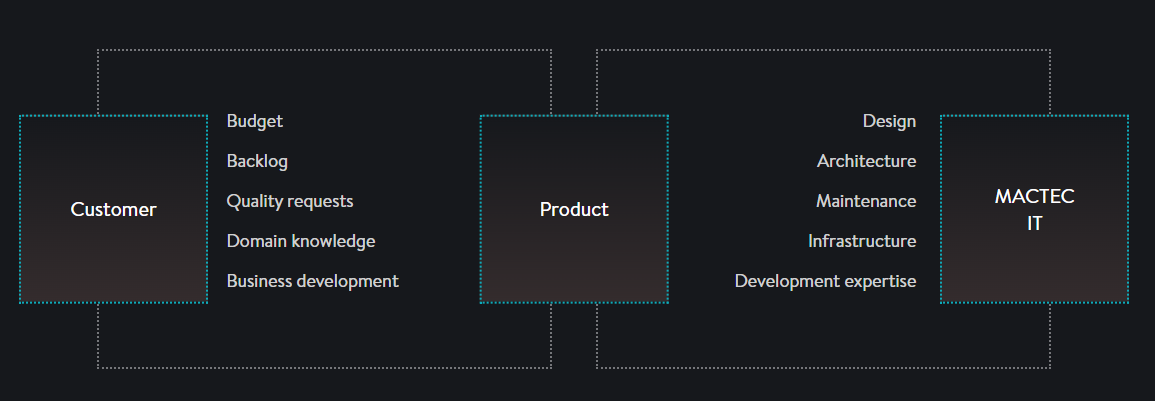 Customer
Budget
Backlog
Quality requests
Domain knowledge
Business development
Product
Design
Architecture
Maintenance
Infrastructure
Development expertise
MACTEC
IT